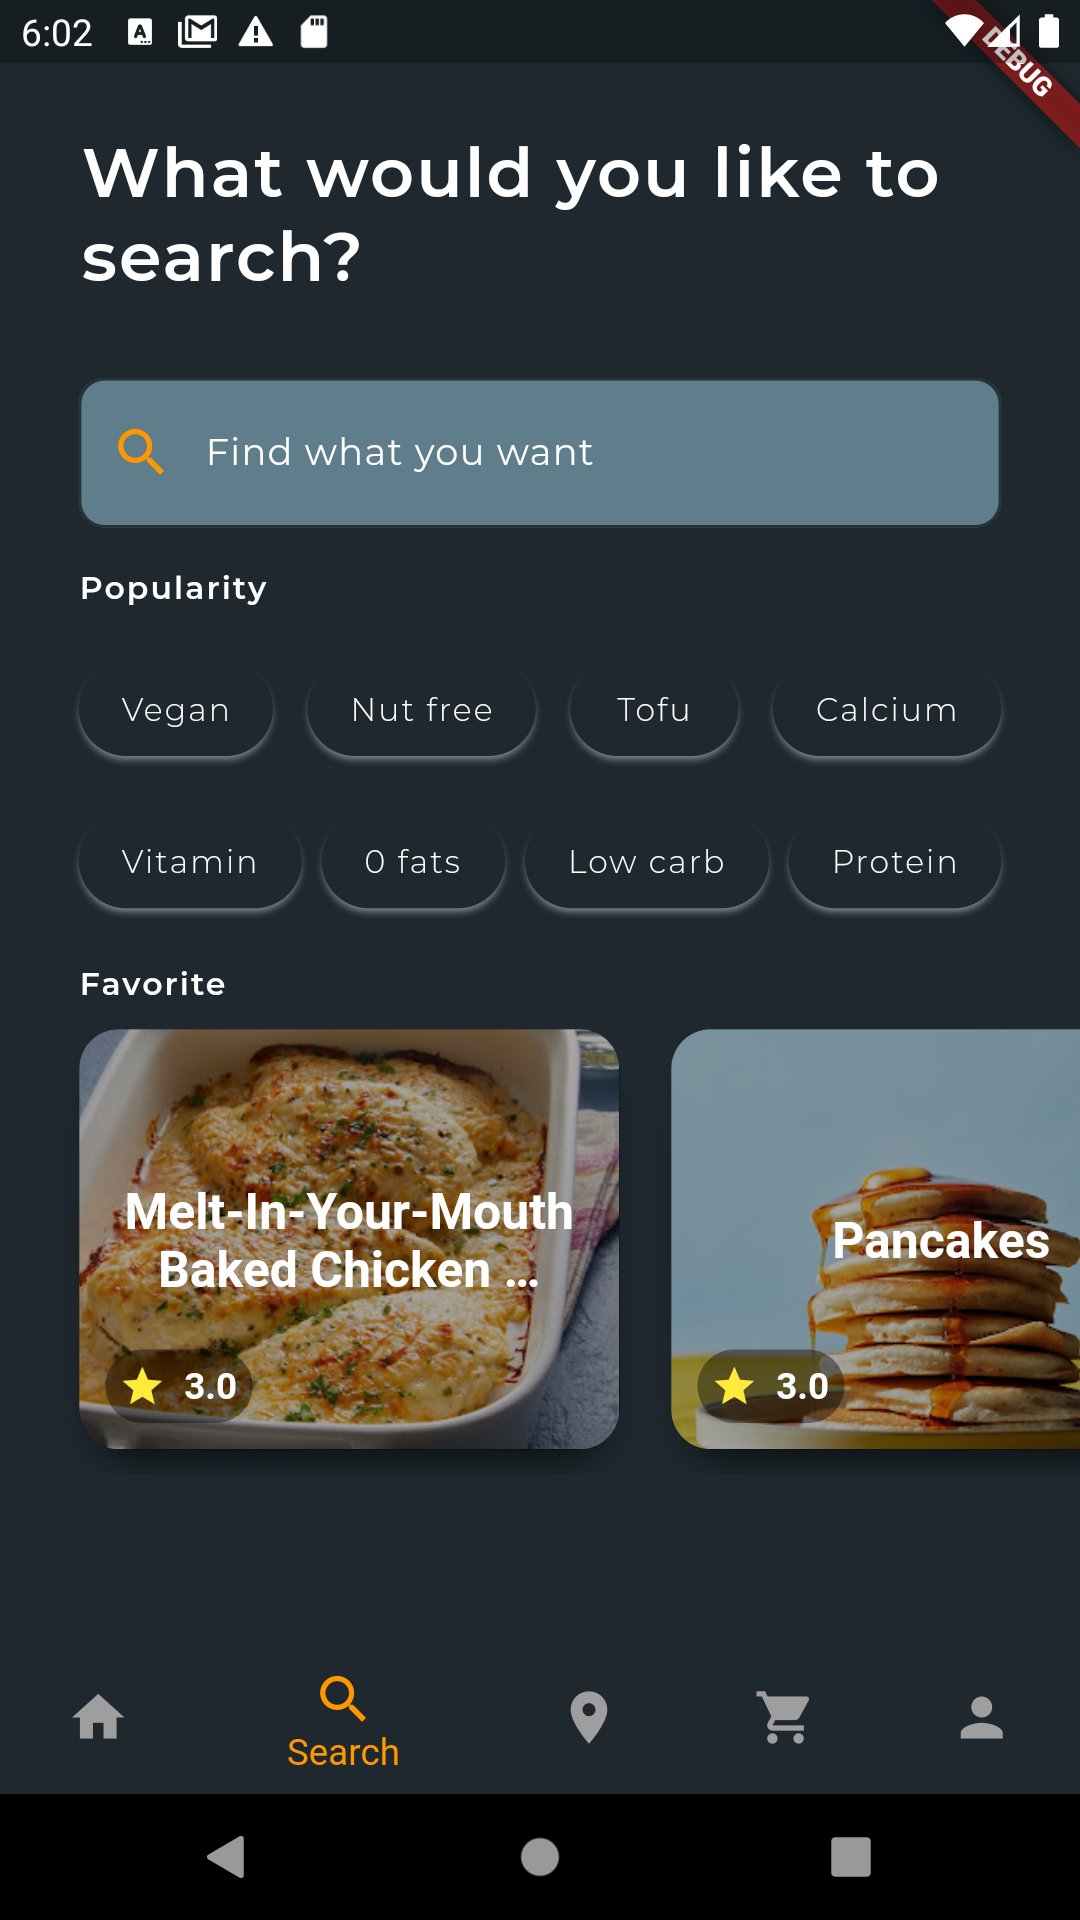 6:02
DEBUG
What would you like to
search?
Find what you want
Popularity
Vegan
Nut free
Tofu
Calcium
Vitamin
0 fats
Low carb
Protein
Favorite
Melt-In-Your-Mouth
Baked Chicken ...
3.0
Pancakes
3.0
Search